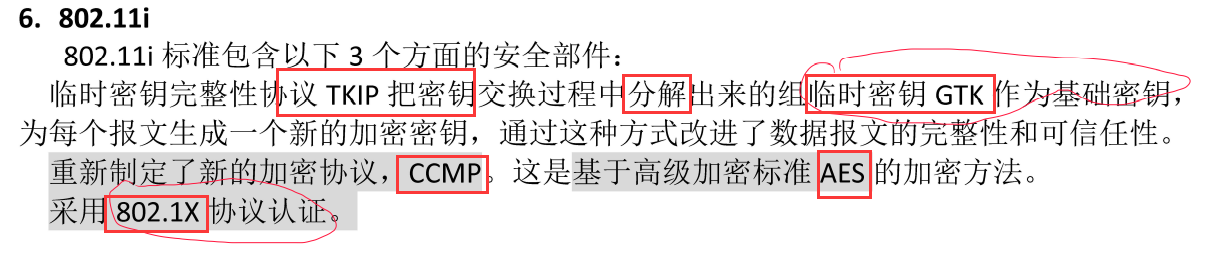 6. 802.11i
802.11i 标准包含以下 3 个方面的安全部件：
临时密钥完整性协议 TKIP 把密钥交换过程中分解出来的组临时密钥 GTK 作为基础密钥，
为每个报文生成一个新的加密密钥，通过这种方式改进了数据报文的完整性和可信任性。
重新制定了新的加密协议，CCMP。这是基于高级加密标准 AES 的加密方法。
采用 802.1X 协议认证。